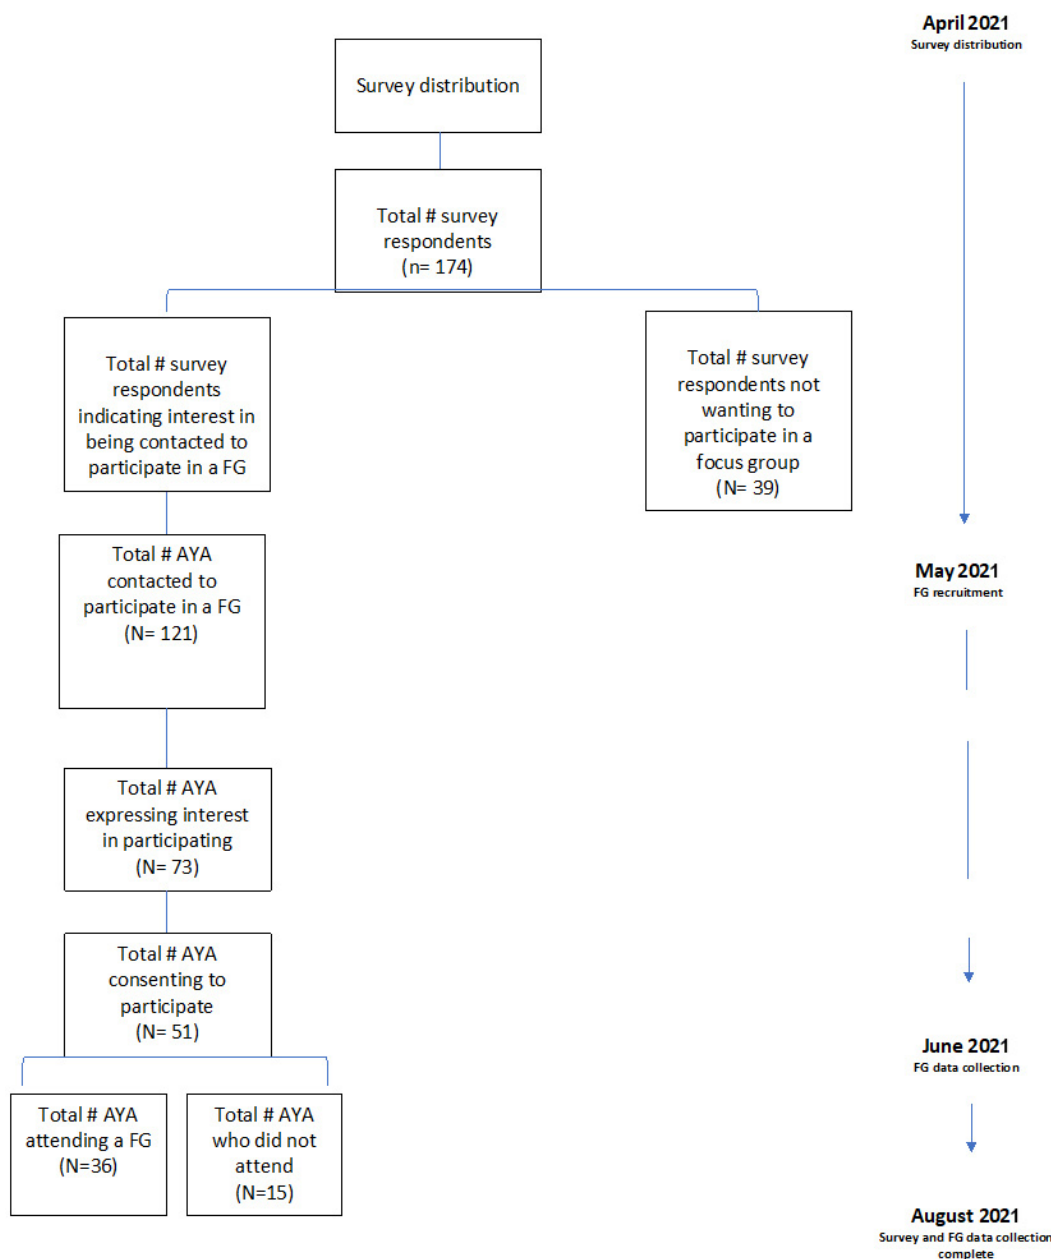 April 2021
Survey distribution
Survey distribution
Total # survey
respondents
(n= 174)
Total # survey
respondents
indicating interest in
being contacted to
participate in a FG
Total # survey
respondents not
wanting to
participate in a
focus group
(N= 39)
Total # AYA
contacted to
participate in a FG
(N= 121)
May 2021
FG recruitment
Total # AYA
expressing interest
in participating
(N= 73)
Total # AYA
consenting to
participate
(N= 51)
June 2021
FG data collection
Total # AYA
attending a FG
(N=36)
Total # AYA
who did not
attend
(N=15)
August 2021
Survey and FG data collection
complete